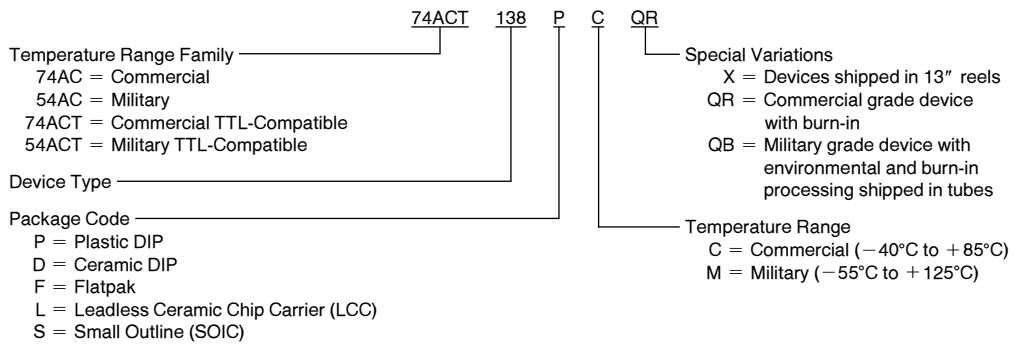 74ACT 138 P C QR
Temperature Range Family
74AC = Commercial
54AC = Military
74ACT = Commercial TTL-Compatible
54ACT = Military TTL-Compatible
Device Type
Package Code
P = Plastic DIP
D = Ceramic DIP
F = Flatpak
L = Leadless Ceramic Chip Carrier (LCC)
S = Small Outline (SOIC)
Special Variations
X = Devices shipped in 13″ reels
QR = Commercial grade device
with burn-in
QB = Military grade device with
environmental and burn-in
processing shipped in tubes
Temperature Range
C = Commercial (−40°C to +85°C)
M = Military (−55°C to +125°C)